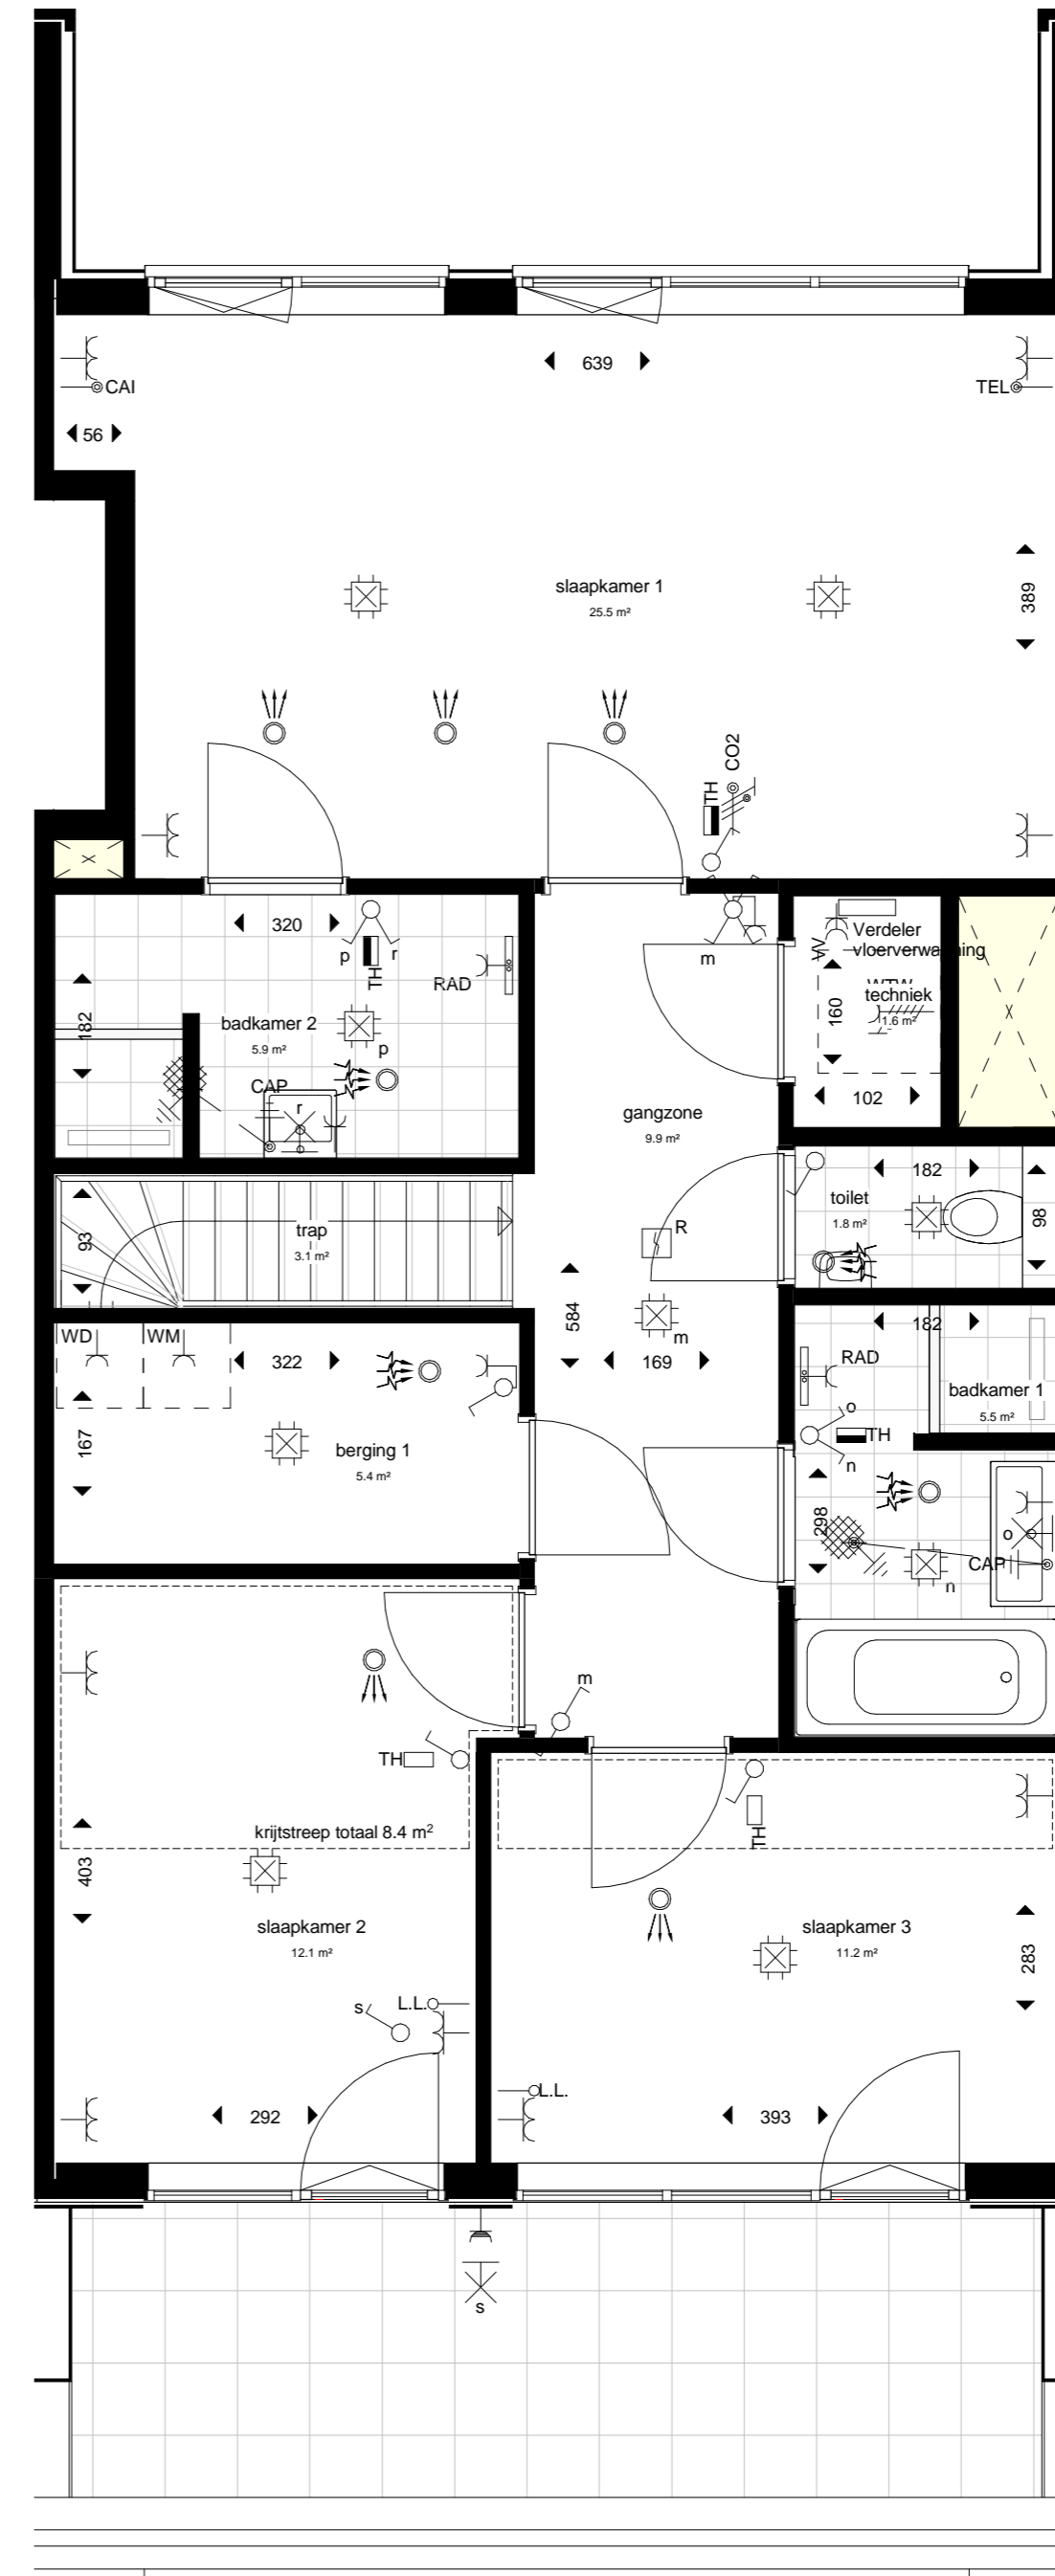 639
CAI
TEL
56
389
slaapkamer 1
25.5 m²
CO2
TH
320
p
r
TH
RAD
m
VV
Verdeler
vloerverwarming
WTW
techniek
1.6 m²
160
102
182
badkamer 2
5.9 m²
p
CAP
r
gangzone
9.9 m²
182
toilet
1.8 m²
98
trap
3.1 m²
93
R
584
m
169
182
WD
WM
322
RAD
badkamer 1
5.5 m²
o
TH
n
167
berging 1
5.4 m²
298
o
CAP
n
m
TH
TH
krijtstreep totaal 8.4 m²
403
slaapkamer 2
12.1 m²
slaapkamer 3
11.2 m²
283
s
L.L.
L.L.
292
393
s